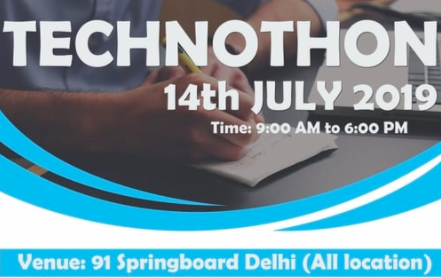 TECHNOTHON
14th JULY 2019
Time: 9:00 AM to 6:00 PM
Venue: 91 Springboard Delhi (All location)